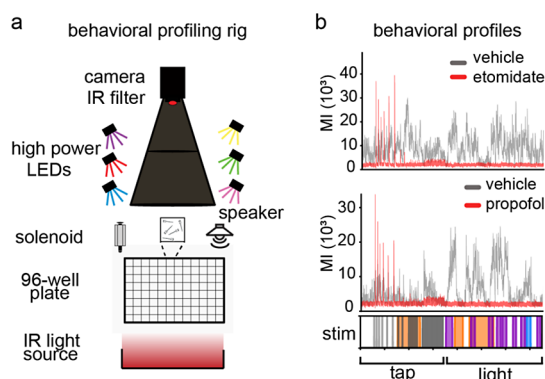 a
behavioral profiling rig
camera
IR filter
high power
LEDs
speaker
solenoid
96-well
plate
IR light
source
b
behavioral profiles
vehicle
etomidate
MI (10³)
40
30
20
10
0
vehicle
propofol
MI (10³)
30
20
10
0
stim
tap
light